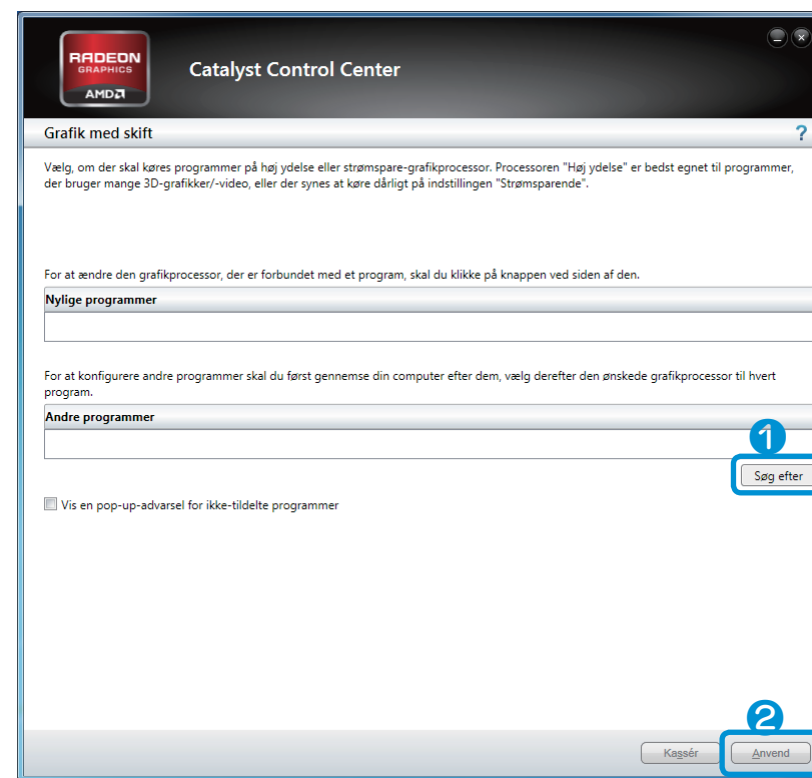 RADEON
GRAPHICS
AMD
Catalyst Control Center
Grafik med skift
?
Vælg, om der skal køres programmer på høj ydelse eller strømspare-grafikprocessor. Processoren "Høj ydelse" er bedst egnet til programmer,
der bruger mange 3D-grafikker/-video, eller der synes at køre dårligt på indstillingen "Strømsparende".
For at ændre den grafikprocessor, der er forbundet med et program, skal du klikke på knappen ved siden af den.
Nylige programmer
For at konfigurere andre programmer skal du først gennemse din computer efter dem, vælg derefter den ønskede grafikprocessor til hvert
program.
Andre programmer
1
Søg efter
Vis en pop-up-advarsel for ikke-tildelte programmer
2
Kassér
Anvend